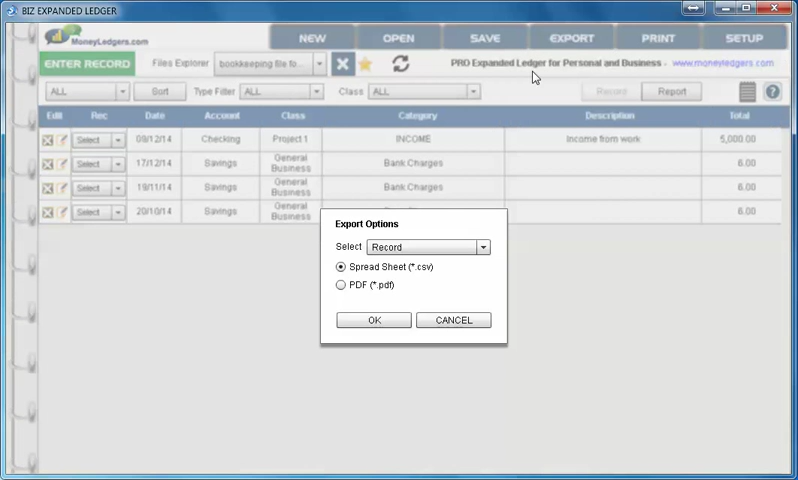 BIZ EXPANDED LEDGER
MoneyLedgers.com
NEW OPEN SAVE EXPORT PRINT SETUP
ENTER RECORD Files Explorer bookkeeping file fo... PRO Expanded Ledger for Personal and Business - www.moneyledgers.com
ALL Sort Type Filter ALL Class ALL Record Report ?
Edit Rec Date Account Class Category Description Total
Select 09/12/14 Checking Project 1 INCOME Income from work 5,000.00
Select 17/12/14 Savings General Business Bank Charges 6.00
Select 19/11/14 Savings General Business Bank Charges 6.00
Select 20/10/14 Savings General Business 6.00
Export Options
Select Record
Spread Sheet (*.csv)
PDF (*.pdf)
OK CANCEL